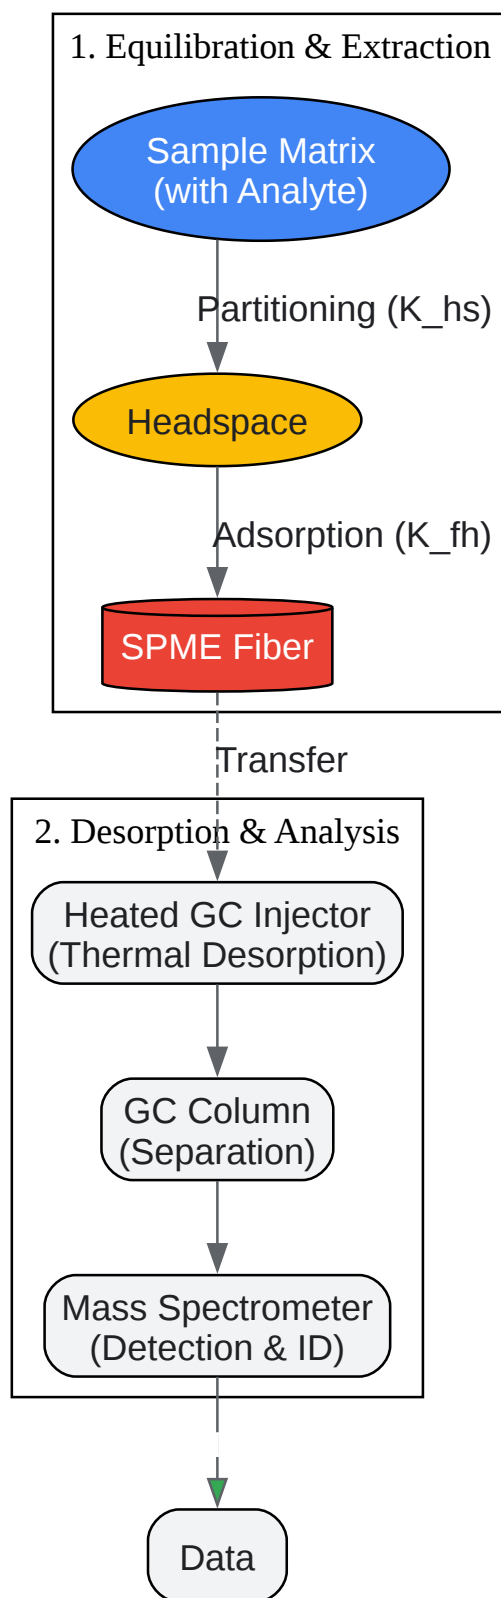 1. Equilibration & Extraction
Sample Matrix
(with Analyte)
Partitioning (K_hs)
Headspace
Adsorption (K_fh)
SPME Fiber
Transfer
2. Desorption & Analysis
Heated GC Injector
(Thermal Desorption)
GC Column
(Separation)
Mass Spectrometer
(Detection & ID)
Data